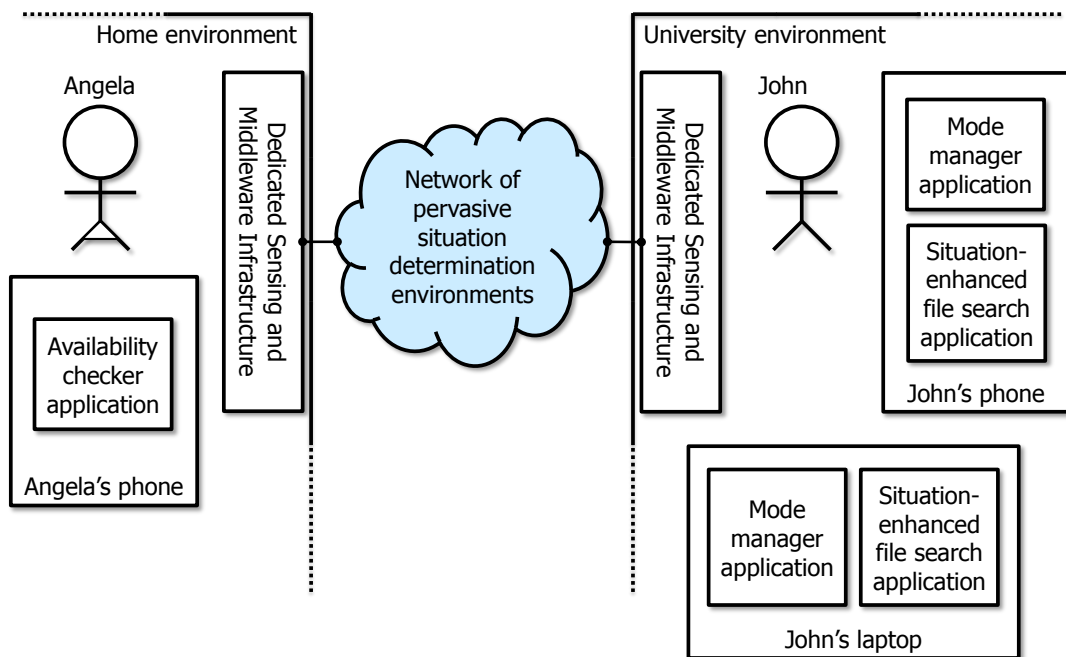 Home environment
Angela
Dedicated Sensing and
Middleware Infrastructure
Availability
checker
application
Angela's phone
Network of
pervasive
situation
determination
environments
University environment
Dedicated Sensing and
Middleware Infrastructure
John
Mode
manager
application
Situation-
enhanced
file search
application
John's phone
Mode
manager
application
Situation-
enhanced
file search
application
John's laptop